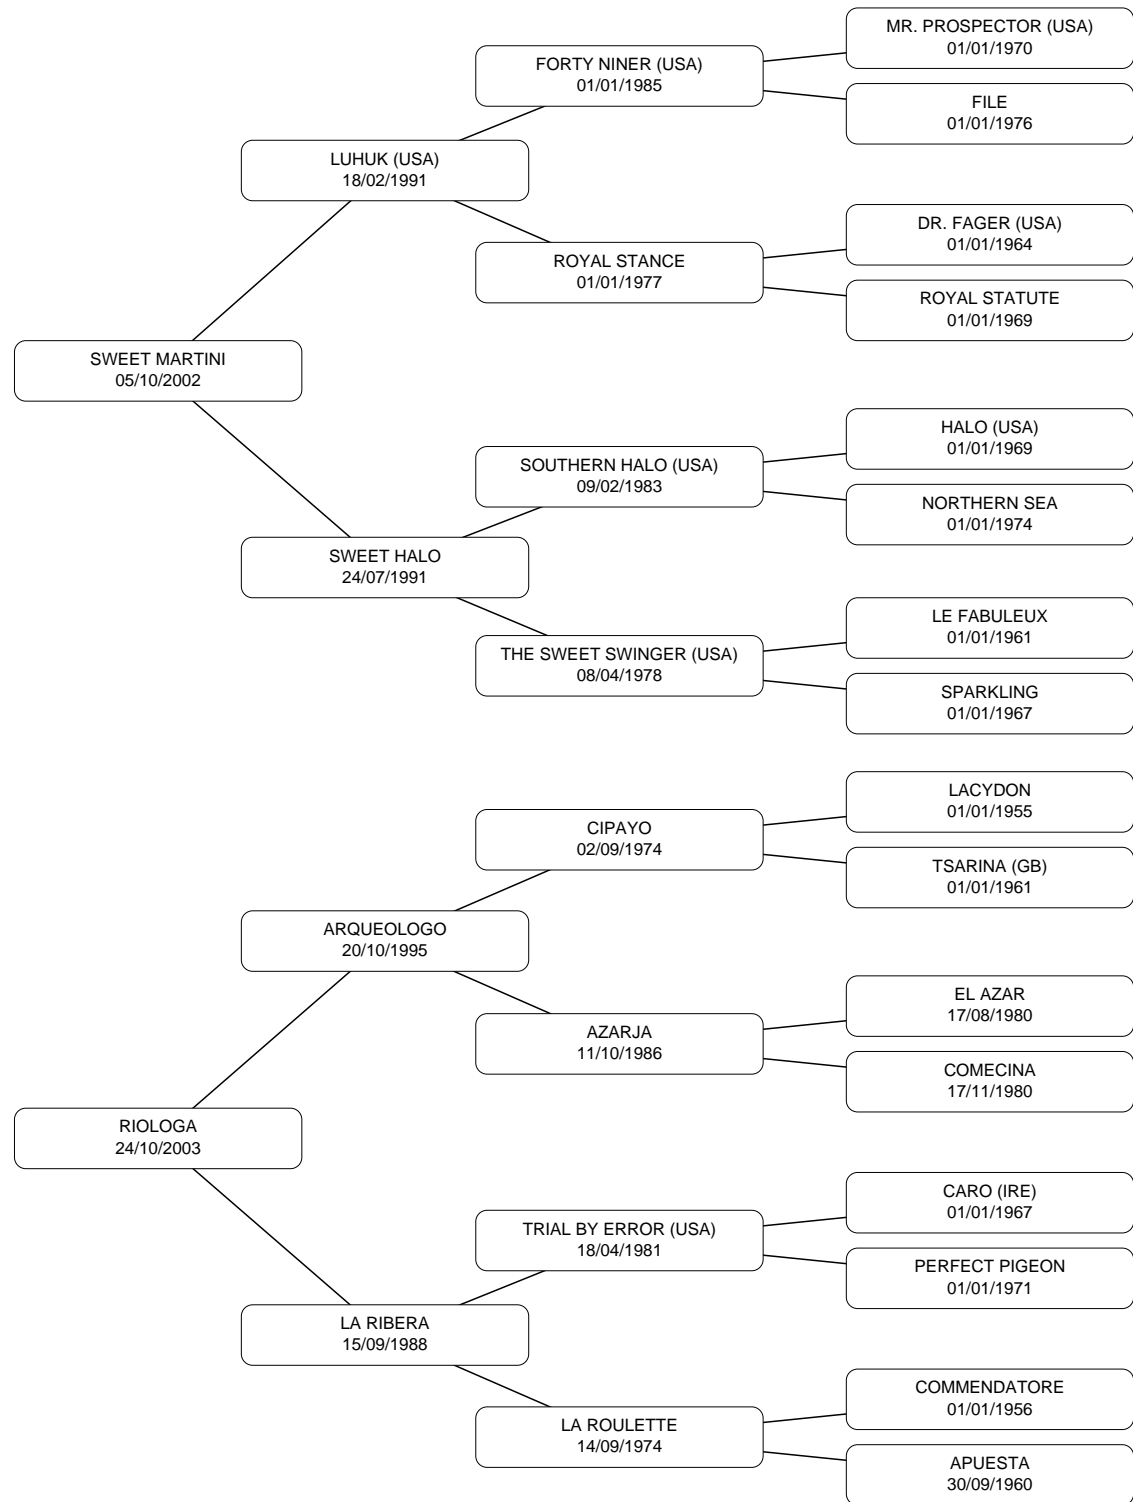 MR. PROSPECTOR (USA)
01/01/1970
FORTY NINER (USA)
01/01/1985
FILE
01/01/1976
LUHUK (USA)
18/02/1991
DR. FAGER (USA)
01/01/1964
ROYAL STANCE
01/01/1977
ROYAL STATUTE
01/01/1969
SWEET MARTINI
05/10/2002
HALO (USA)
01/01/1969
SOUTHERN HALO (USA)
09/02/1983
NORTHERN SEA
01/01/1974
SWEET HALO
24/07/1991
LE FABULEUX
01/01/1961
THE SWEET SWINGER (USA)
08/04/1978
SPARKLING
01/01/1967
LACYDON
01/01/1955
CIPAYO
02/09/1974
TSARINA (GB)
01/01/1961
ARQUEOLOGO
20/10/1995
EL AZAR
17/08/1980
AZARJA
11/10/1986
COMECINA
17/11/1980
RIOLOGA
24/10/2003
CARO (IRE)
01/01/1967
TRIAL BY ERROR (USA)
18/04/1981
PERFECT PIGEON
01/01/1971
LA RIBERA
15/09/1988
COMMENDATORE
01/01/1956
LA ROULETTE
14/09/1974
APUESTA
30/09/1960